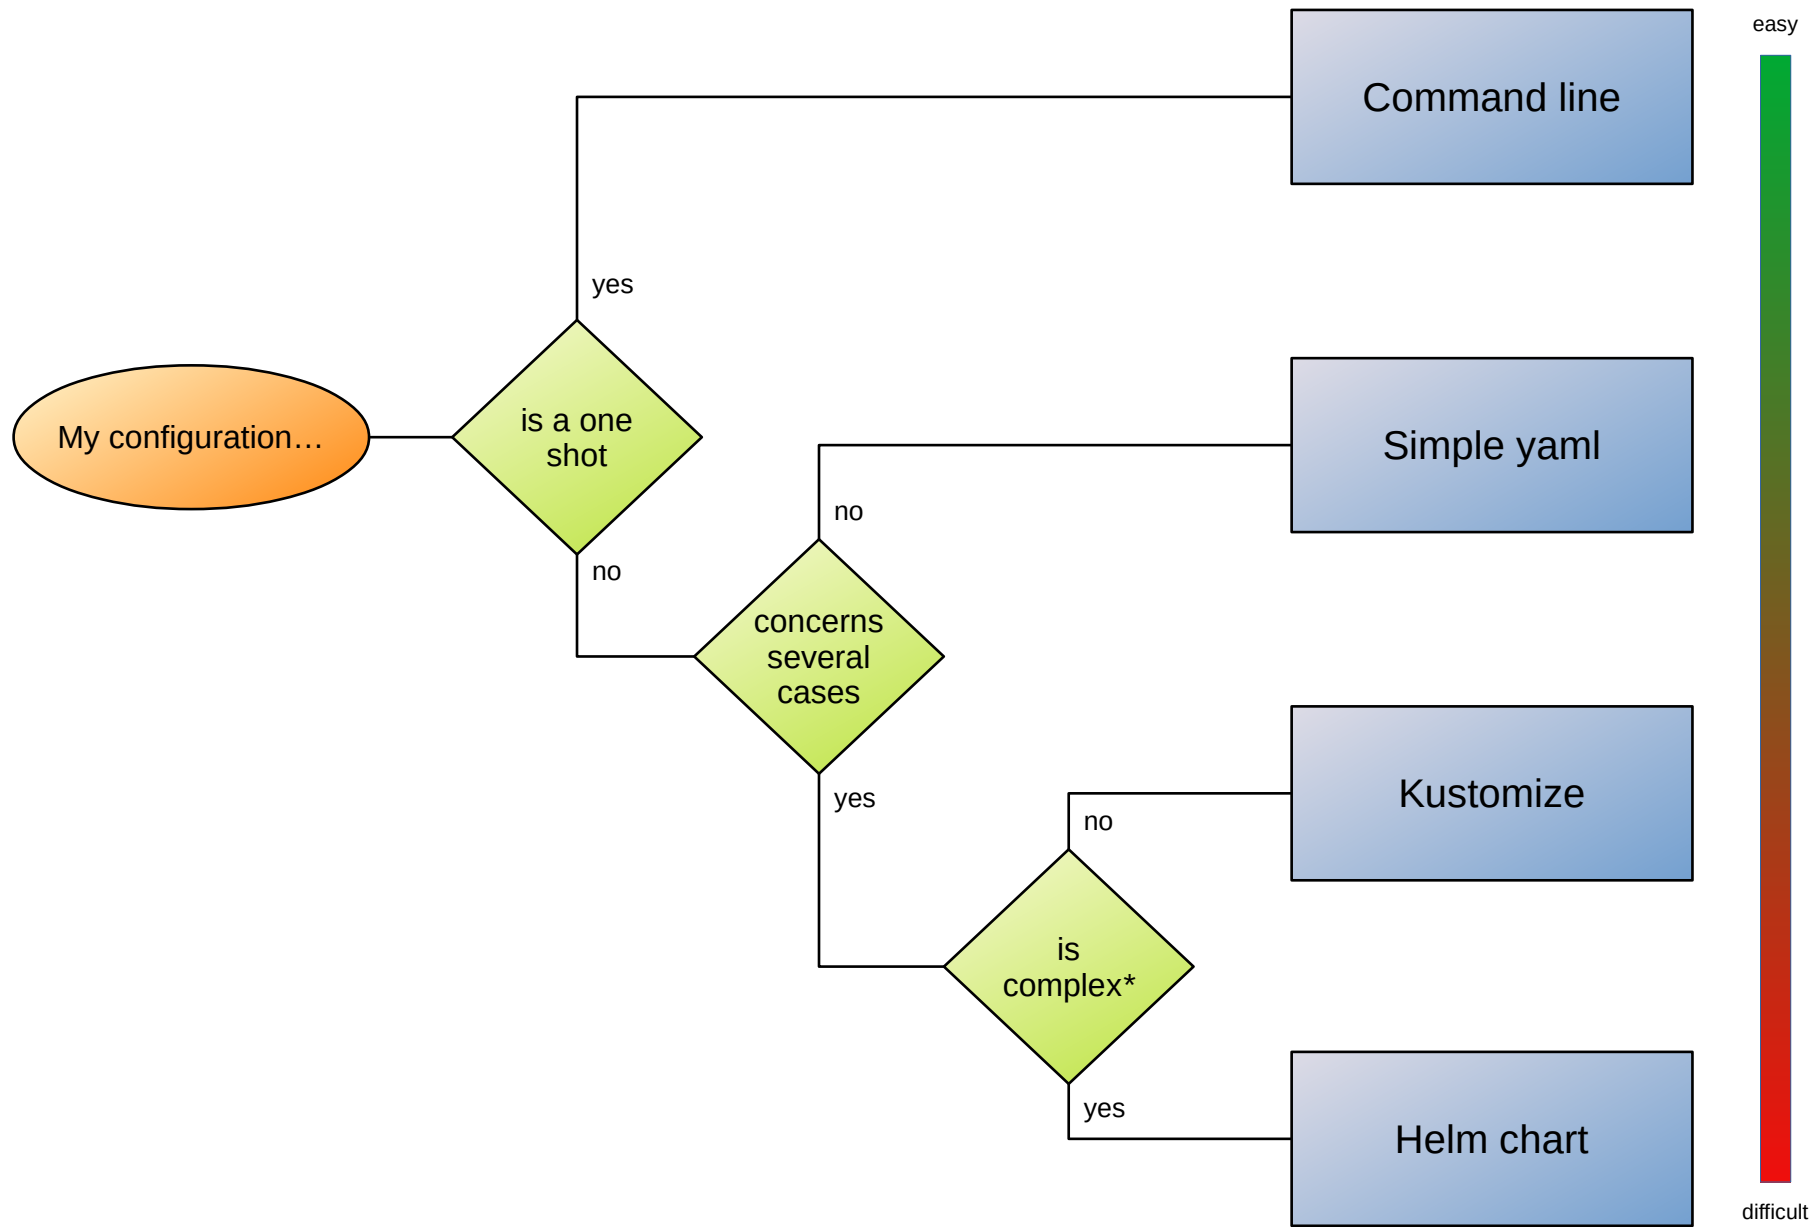 easy
Command line
yes
My configuration…
is a one
shot
Simple yaml
no
no
concerns
several
cases
Kustomize
yes
no
is
complex*
yes
Helm chart
difficult